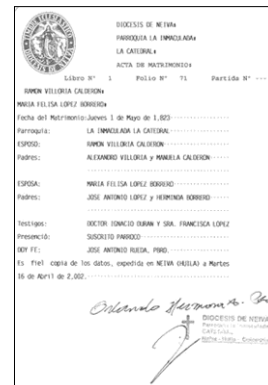 DIOCESIS DE NEIVA
PARROQUIA LA INMACULADA
LA CATEDRAL
ACTA DE MATRIMONIO
Libro N° 1 Folio N° 71 Partida N° ---
RAMON VILLORIA CALDERON
MARIA FELISA LOPEZ BORRERO
Fecha del Matrimonio: Jueves 1 de Mayo de 1,823
Parroquia: LA INMACULADA LA CATEDRAL
ESPOSO: RAMON VILLORIA CALDERON
Padres: ALEXANDRO VILLORIA y MANUELA CALDERON
ESPOSA: MARIA FELISA LOPEZ BORRERO
Padres: JOSE ANTONIO LOPEZ y HERMINDA BORRERO
Testigos: DOCTOR IGNACIO DURAN Y SRA. FRANCISCA LOPEZ
Presenció: SUSCRITO PARROCO
DOY FE: JOSE ANTONIO RUEDA, PBRO.
Es fiel copia de los datos, expedida en NEIVA (HUILA) a Martes
16 de Abril de 2,002.
Orlando
DIOCESIS DE NEIVA